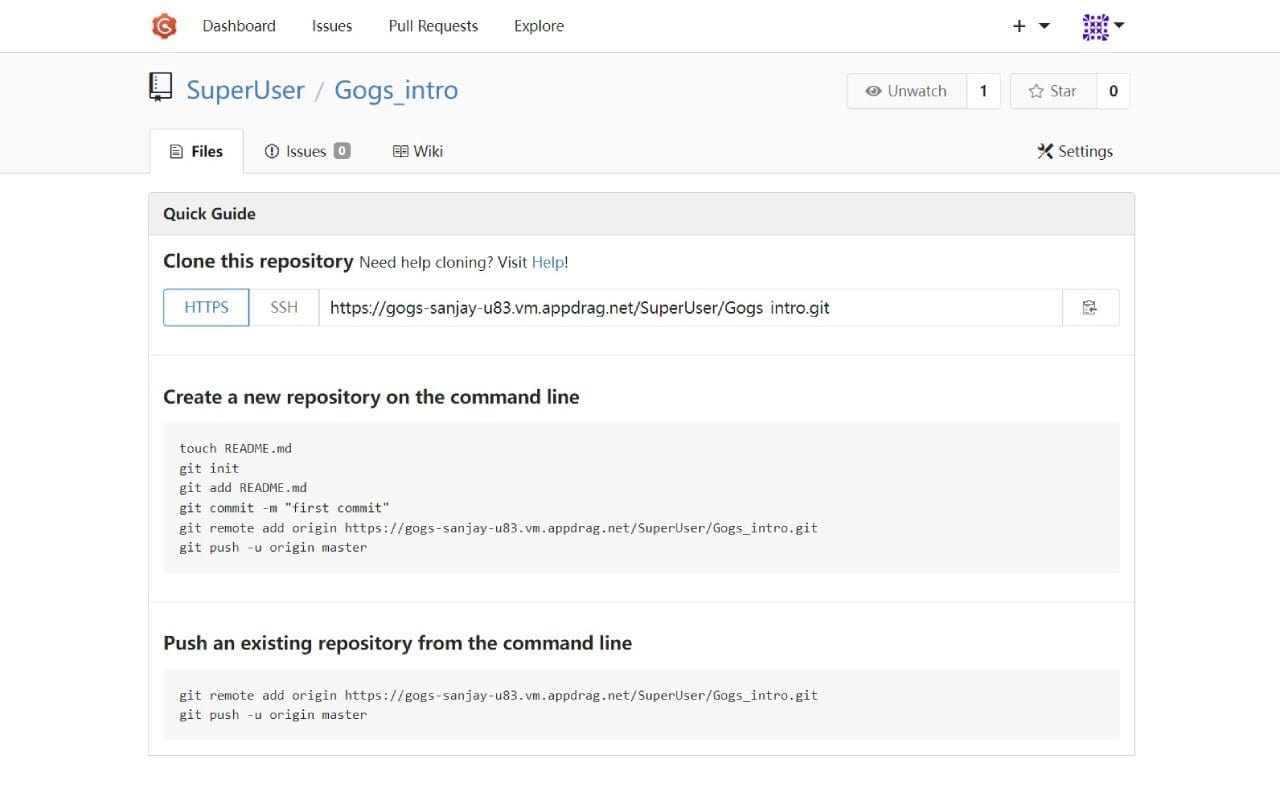 Dashboard Issues Pull Requests Explore +
SuperUser / Gogs_intro Unwatch 1 Star 0
Files Issues 0 Wiki Settings
Quick Guide
Clone this repository Need help cloning? Visit Help!
HTTPS SSH https://gogs-sanjay-u83.vm.appdrag.net/SuperUser/Gogs_intro.git
Create a new repository on the command line
touch README.md
git init
git add README.md
git commit -m "first commit"
git remote add origin https://gogs-sanjay-u83.vm.appdrag.net/SuperUser/Gogs_intro.git
git push -u origin master
Push an existing repository from the command line
git remote add origin https://gogs-sanjay-u83.vm.appdrag.net/SuperUser/Gogs_intro.git
git push -u origin master